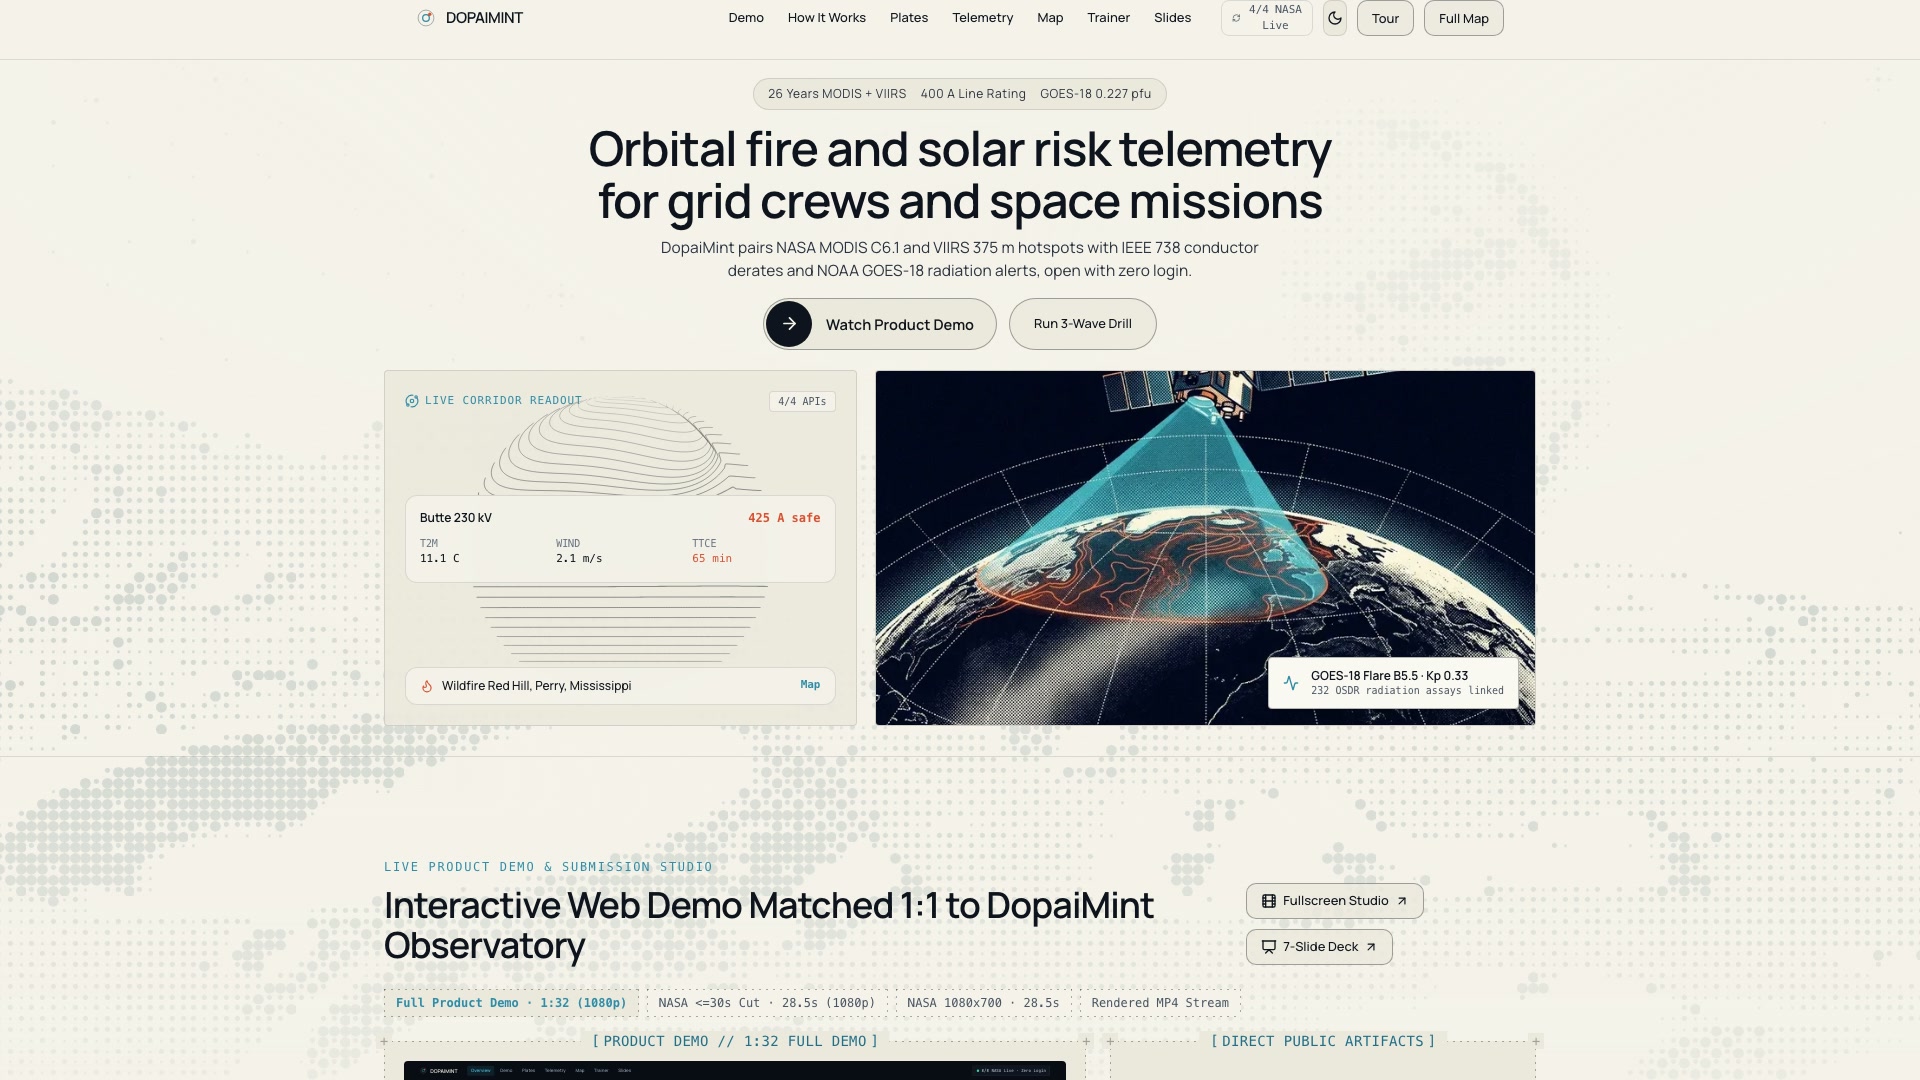 DOPAIMINT
Demo
How It Works
Plates
Telemetry
Map
Trainer
Slides
4/4 NASA
Live
Tour
Full Map
26 Years MODIS + VIIRS 400 A Line Rating GOES-18 0.227 pfu
Orbital fire and solar risk telemetry
for grid crews and space missions
DopaiMint pairs NASA MODIS C6.1 and VIIRS 375 m hotspots with IEEE 738 conductor
derates and NOAA GOES-18 radiation alerts, open with zero login.
Watch Product Demo
Run 3-Wave Drill
LIVE CORRIDOR READOUT
4/4 APIs
Butte 230 kV
425 A safe
T2M WIND TTCE
11.1 C 2.1 m/s 65 min
Wildfire Red Hill, Perry, Mississippi
Map
GOES-18 Flare B5.5 · Kp 0.33
232 OSDR radiation assays linked
LIVE PRODUCT DEMO & SUBMISSION STUDIO
Interactive Web Demo Matched 1:1 to DopaiMint
Observatory
Fullscreen Studio
7-Slide Deck
Full Product Demo · 1:32 (1080p)
NASA <=30s Cut · 28.5s (1080p)
NASA 1080x700 · 28.5s
Rendered MP4 Stream
[ PRODUCT DEMO // 1:32 FULL DEMO ]
[ DIRECT PUBLIC ARTIFACTS ]
DOPAIMINT
Overview
Demo
Plates
Telemetry
Map
Trainer
Slides